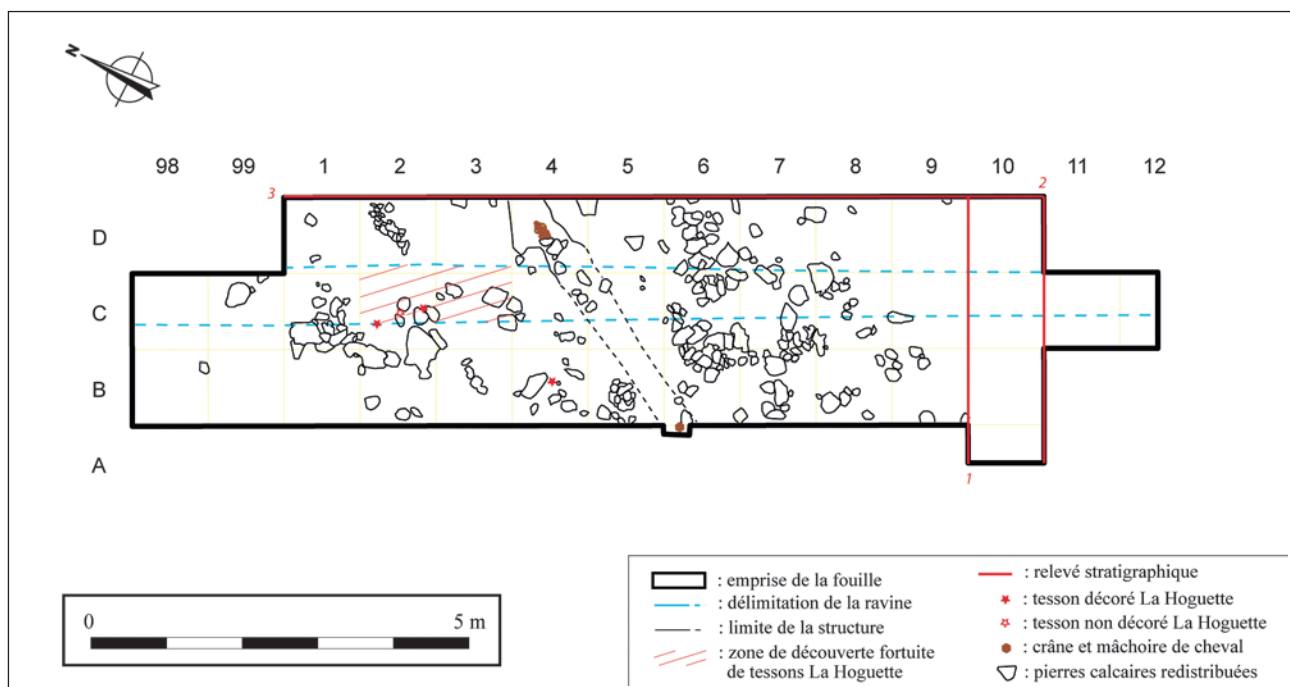 N
98 99 1 2 3 4 5 6 7 8 9 10 11 12
3
2
D
C
B
A
1
0 5 m
: emprise de la fouille
: délimitation de la ravine
: limite de la structure
: zone de découverte fortuite
de tessons La Hoguette
: relevé stratigraphique
: tesson décoré La Hoguette
: tesson non décoré La Hoguette
: crâne et mâchoire de cheval
: pierres calcaires redistribuées